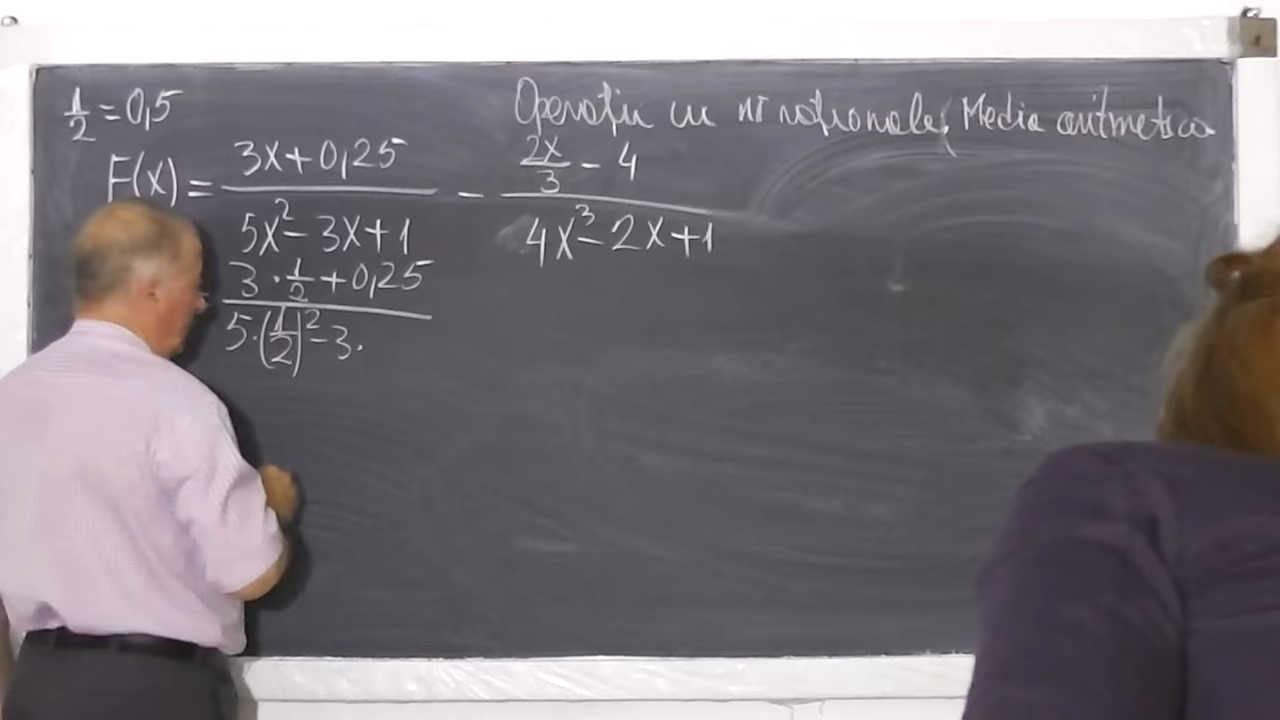 1/2 = 0,5
Operații cu nr raționale, Media aritmetica
F(x) = (3x+0,25)/(5x²-3x+1) - (2x/3 - 4)/(4x³-2x+1)
(3·1/2+0,25)/(5·(1/2)²-3·